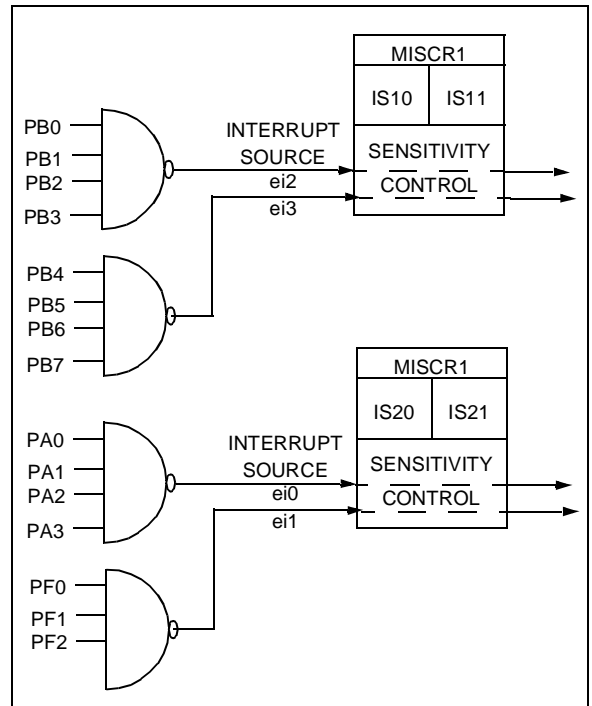 MISCR1
IS10 IS11
PB0
PB1
PB2
PB3
INTERRUPT
SOURCE
ei2
ei3
SENSITIVITY
CONTROL
PB4
PB5
PB6
PB7
MISCR1
IS20 IS21
PA0
PA1
PA2
PA3
INTERRUPT
SOURCE
ei0
ei1
SENSITIVITY
CONTROL
PF0
PF1
PF2